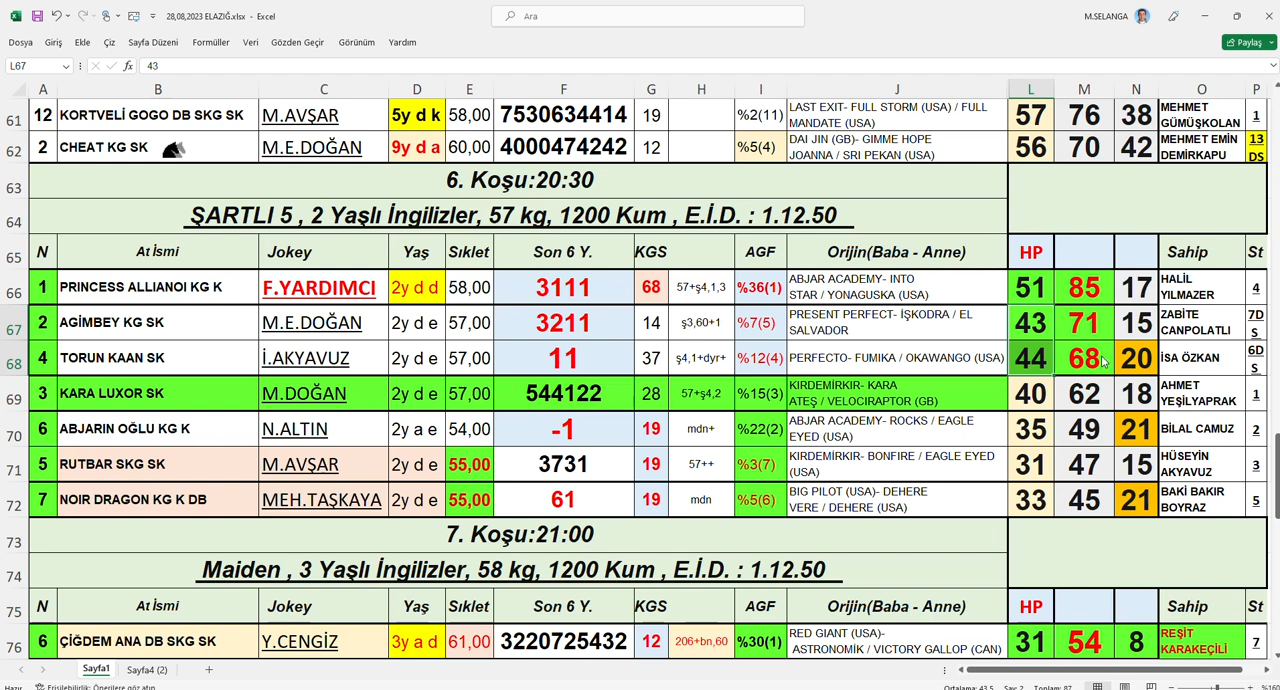 28,08,2023 ELAZIĞ.xlsx - Excel
Ara
M.SELANGA
Dosya Giriş Ekle Çiz Sayfa Düzeni Formüller Veri Gözden Geçir Görünüm Yardım
Paylaş
L67 fx 43
A B C D E F G H I J K L M N O P
61 12 KORTVELİ GOGO DB SKG SK M.AVŞAR 5y d k 58,00 7530634414 19 %2(11) LAST EXIT- FULL STORM (USA) / FULL MANDATE (USA) 57 76 38 MEHMET GÜMÜŞKOLAN 1
62 2 CHEAT KG SK M.E.DOĞAN 9y d a 60,00 4000474242 12 %5(4) DAI JIN (GB)- GIMME HOPE JOANNA / SRI PEKAN (USA) 56 70 42 MEHMET EMİN DEMİRKAPU 13 DS
63 6. Koşu:20:30
64 ŞARTLI 5 , 2 Yaşlı İngilizler, 57 kg, 1200 Kum , E.İ.D. : 1.12.50
65 N At İsmi Jokey Yaş Sıklet Son 6 Y. KGS AGF Orijin(Baba - Anne) HP Sahip St
66 1 PRINCESS ALLIANOI KG K F.YARDIMCI 2y d d 58,00 3111 68 57+ş4,1,3 %36(1) ABJAR ACADEMY- INTO STAR / YONAGUSKA (USA) 51 85 17 HALİL YILMAZER 4
67 2 AGİMBEY KG SK M.E.DOĞAN 2y d e 57,00 3211 14 ş3,60+1 %7(5) PRESENT PERFECT- İŞKODRA / EL SALVADOR 43 71 15 ZABİTE CANPOLATLI 7D S
68 4 TORUN KAAN SK İ.AKYAVUZ 2y d e 57,00 11 37 ş4,1+dyr+ %12(4) PERFECTO- FUMIKA / OKAWANGO (USA) 44 68 20 İSA ÖZKAN 6D S
69 3 KARA LUXOR SK M.DOĞAN 2y d e 57,00 544122 28 57+ş4,2 %15(3) KIRDEMİRKIR- KARA ATEŞ / VELOCIRAPTOR (GB) 40 62 18 AHMET YEŞİLYAPRAK 1
70 6 ABJARIN OĞLU KG K N.ALTIN 2y a e 54,00 -1 19 mdn+ %22(2) ABJAR ACADEMY- ROCKS / EAGLE EYED (USA) 35 49 21 BİLAL CAMUZ 2
71 5 RUTBAR SKG SK M.AVŞAR 2y d e 55,00 3731 19 57++ %3(7) KIRDEMİRKIR- BONFIRE / EAGLE EYED (USA) 31 47 15 HÜSEYİN AKYAVUZ 3
72 7 NOIR DRAGON KG K DB MEH.TAŞKAYA 2y d e 55,00 61 19 mdn %5(6) BIG PILOT (USA)- DEHERE VERE / DEHERE (USA) 33 45 21 BAKİ BAKIR BOYRAZ 5
73 7. Koşu:21:00
74 Maiden , 3 Yaşlı İngilizler, 58 kg, 1200 Kum , E.İ.D. : 1.12.50
75 N At İsmi Jokey Yaş Sıklet Son 6 Y. KGS AGF Orijin(Baba - Anne) HP Sahip St
76 6 ÇİĞDEM ANA DB SKG SK Y.CENGİZ 3y a d 61,00 3220725432 12 206+bn,60 %30(1) RED GIANT (USA)- ASTRONOMİK / VICTORY GALLOP (CAN) 31 54 8 REŞİT KARAKEÇİLİ 7
Sayfa1 Sayfa4 (2)
Hazır Erişilebilirlik: Önerilere göz atın Ortalama: 43,5 Say: 2 Toplam: 87 %160